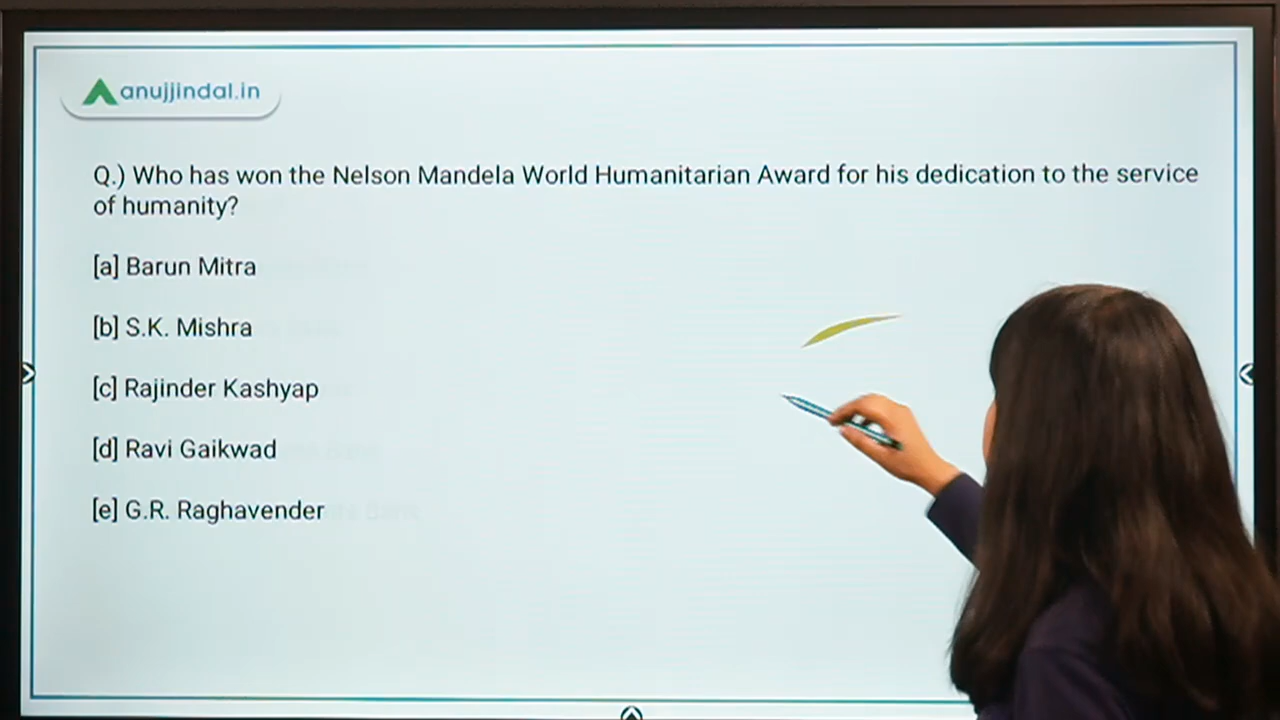 anujjindal.in
Q.) Who has won the Nelson Mandela World Humanitarian Award for his dedication to the service
of humanity?
[a] Barun Mitra
[b] S.K. Mishra
[c] Rajinder Kashyap
[d] Ravi Gaikwad
[e] G.R. Raghavender